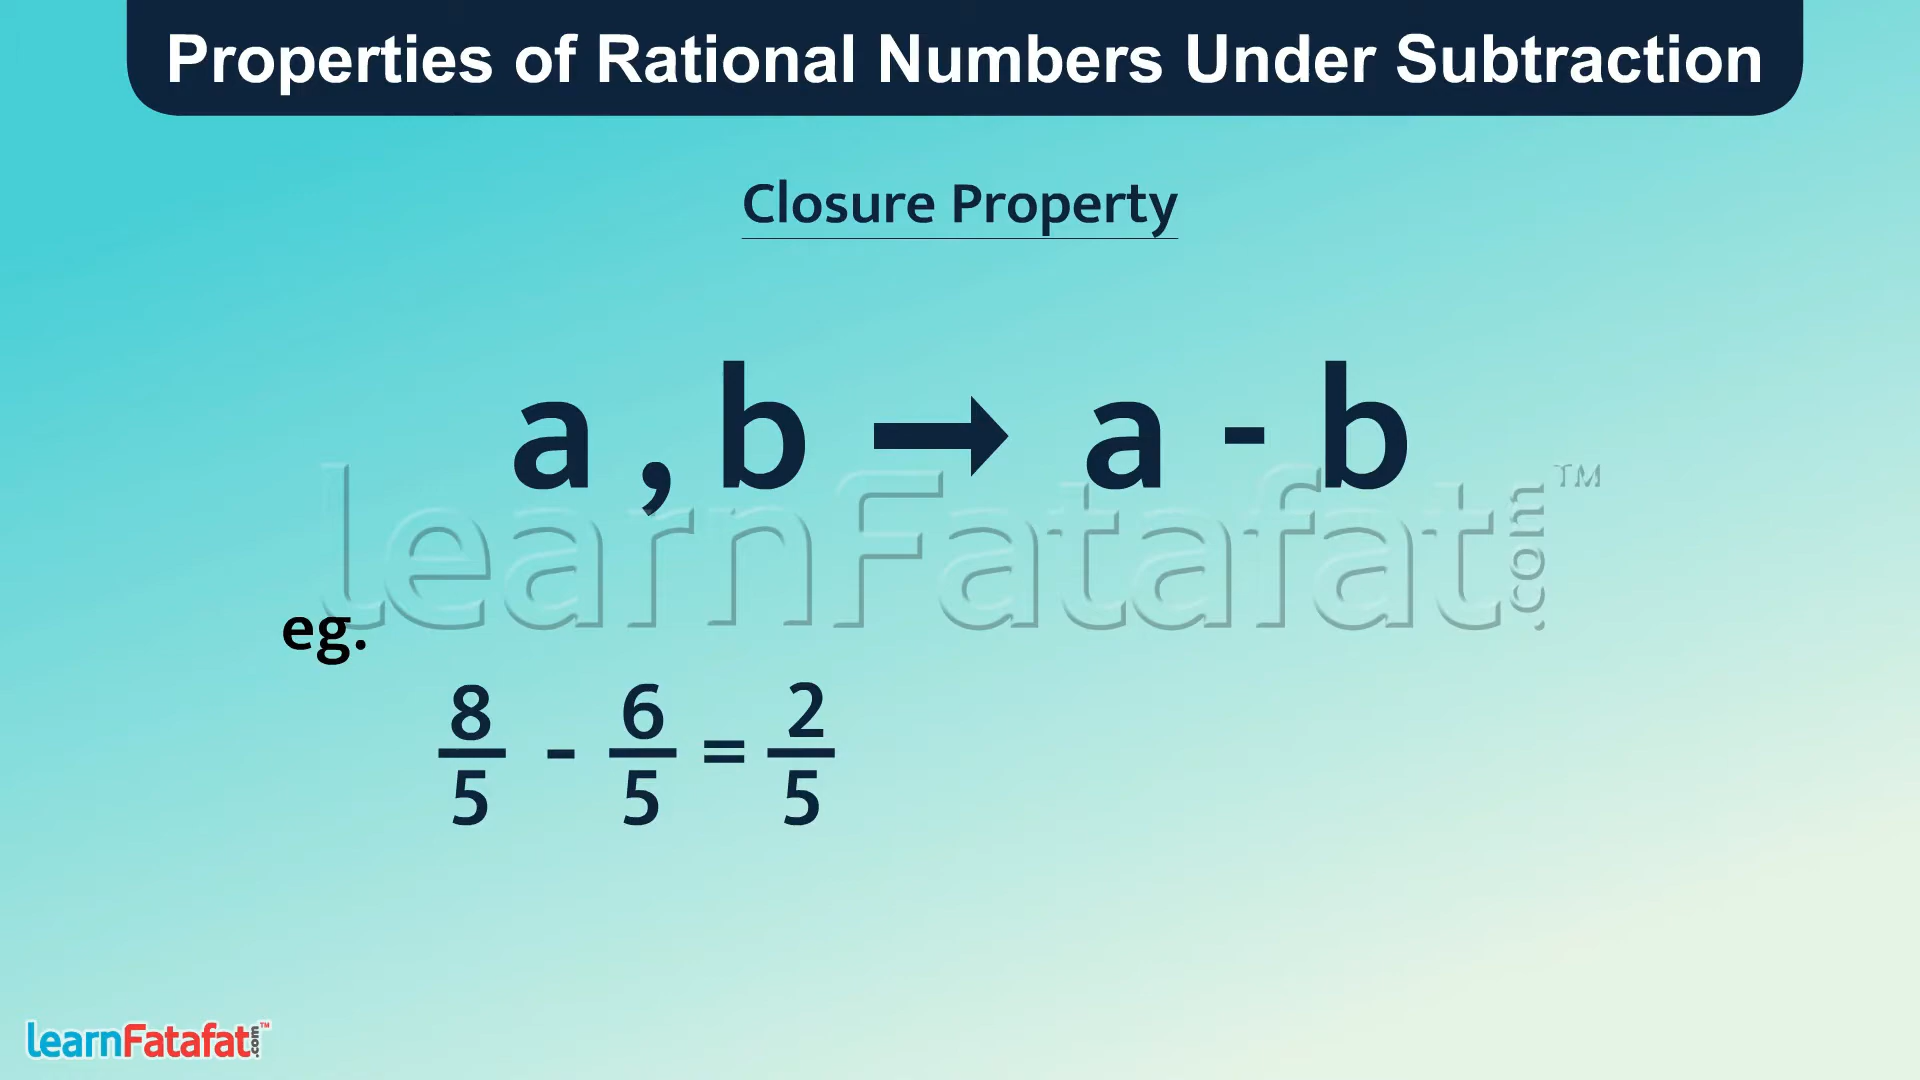 Properties of Rational Numbers Under Subtraction
Closure Property
a , b → a - b
learnFatafat.com™
eg.
8/5 - 6/5 = 2/5
learnFatafat.com™